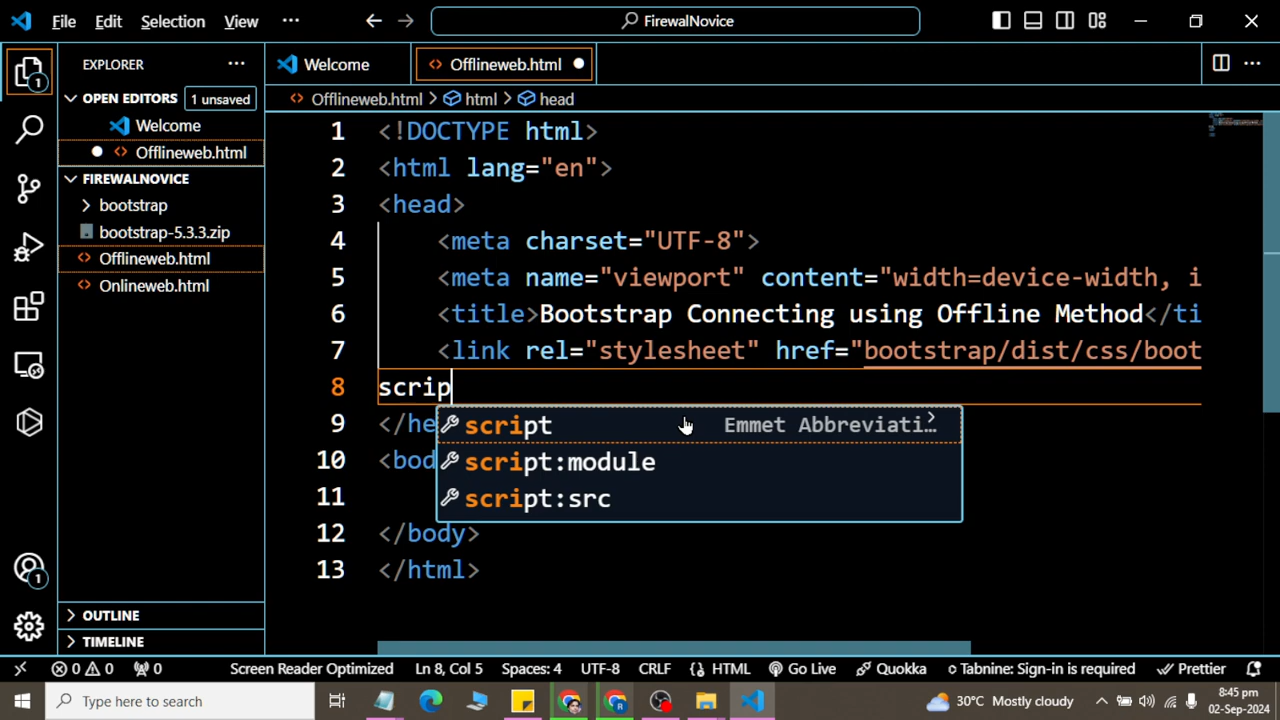 File Edit Selection View ··· FirewalNovice
EXPLORER ···
OPEN EDITORS 1 unsaved
Welcome
Offlineweb.html
FIREWALNOVICE
bootstrap
bootstrap-5.3.3.zip
Offlineweb.html
Onlineweb.html
OUTLINE
TIMELINE
Welcome Offlineweb.html
Offlineweb.html > html > head
1 <!DOCTYPE html>
2 <html lang="en">
3 <head>
4 <meta charset="UTF-8">
5 <meta name="viewport" content="width=device-width, i
6 <title>Bootstrap Connecting using Offline Method</ti
7 <link rel="stylesheet" href="bootstrap/dist/css/boot
8 scrip
script Emmet Abbreviati…
script:module
script:src
9 </he
10 <bod
11
12 </body>
13 </html>
0 0 0 Screen Reader Optimized Ln 8, Col 5 Spaces: 4 UTF-8 CRLF HTML Go Live Quokka Tabnine: Sign-in is required Prettier
Type here to search 30°C Mostly cloudy 8:45 pm
02-Sep-2024